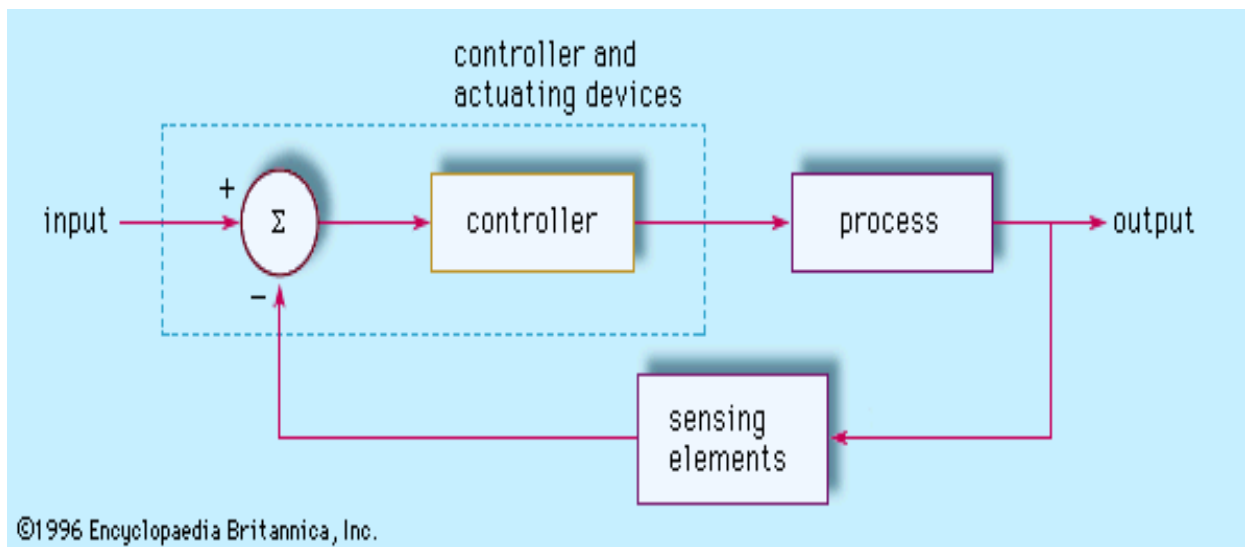 controller and
actuating devices
+
input
Σ
controller
process
output
−
sensing
elements
©1996 Encyclopaedia Britannica, Inc.